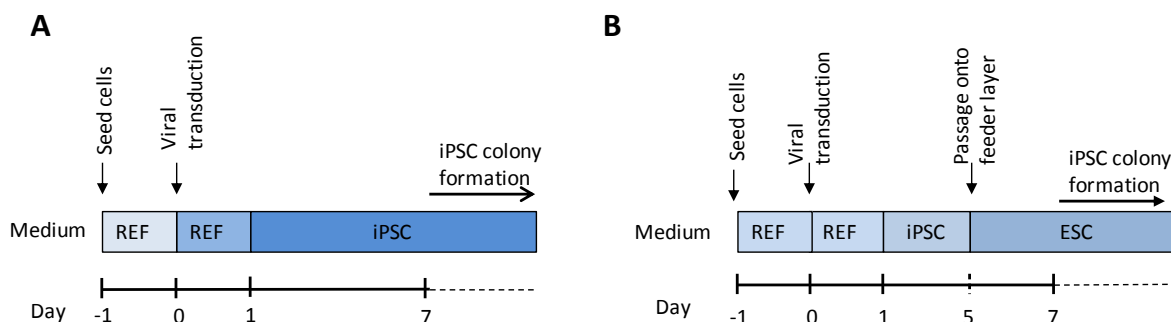 A
Seed cells
Viral
transduction
iPSC colony
formation
Medium
REF
REF
iPSC
Day
-1
0
1
7
B
Seed cells
Viral
transduction
Passage onto
feeder layer
iPSC colony
formation
Medium
REF
REF
iPSC
ESC
Day
-1
0
1
5
7